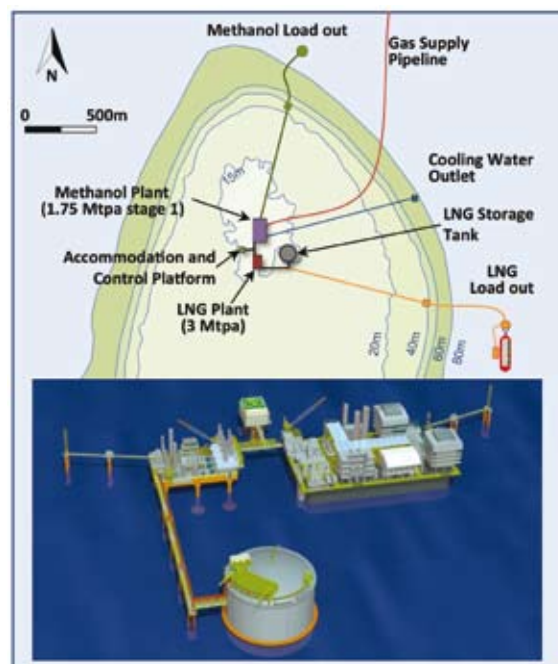 Methanol Load out
Gas Supply
Pipeline
N
0
500m
Cooling Water
Outlet
15m
Methanol Plant
(1.75 Mtpa stage 1)
LNG Storage
Tank
Accommodation and
Control Platform
LNG
Load out
LNG Plant
(3 Mtpa)
20m
40m
60m
80m